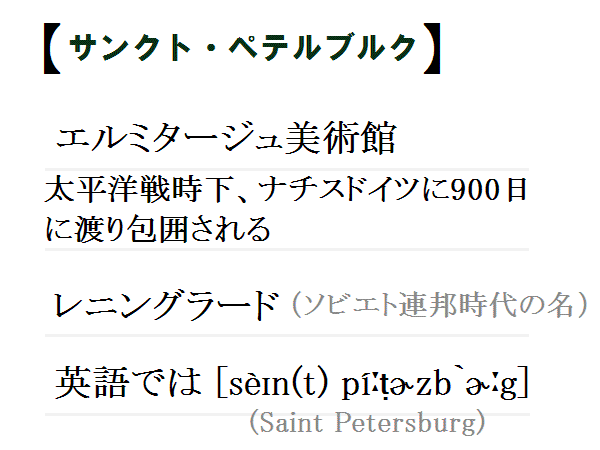 【サンクト・ペテルブルク】
エルミタージュ美術館
太平洋戦時下、ナチスドイツに900日
に渡り包囲される
レニングラード（ソビエト連邦時代の名）
英語では [sèɪn(t) píːṭɚzb`ɚːg]
(Saint Petersburg)